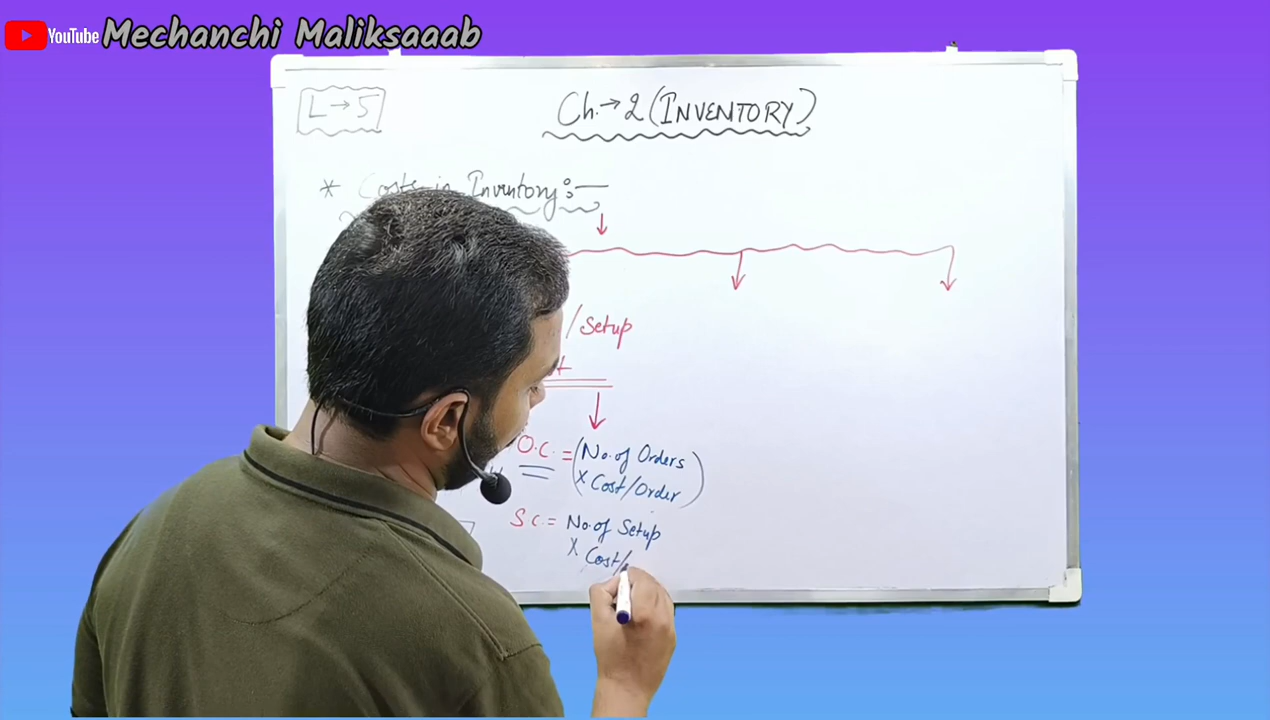 YouTube Mechanchi Maliksaaab
L → 5
Ch. → 2 (INVENTORY)
* Costs in Inventory :—
/Setup
O.C. = (No. of Orders
X Cost/Order)
S.C. = No. of Setup
X Cost/